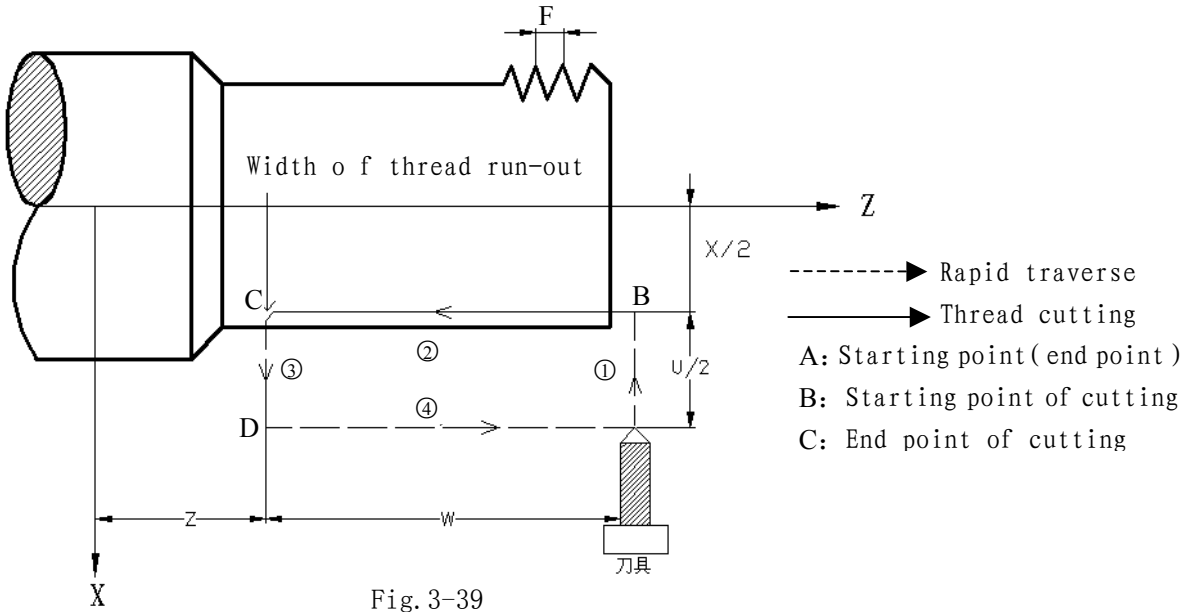 F
Width o f thread run-out
Z
X/2
C
B
Rapid traverse
Thread cutting
②
③
①
U/2
A: Starting point(end point)
B: Starting point of cutting
D
④
C: End point of cutting
Z
W
刀具
X
Fig.3-39